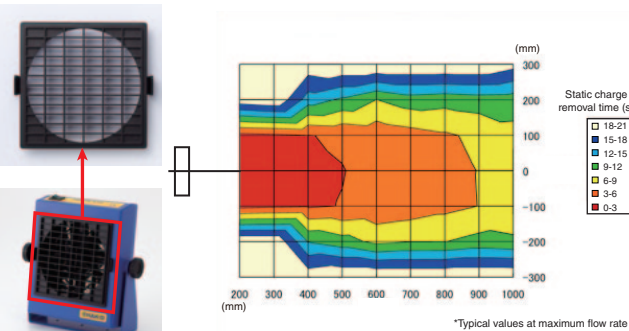 (mm)
300
200
100
0
−100
−200
−300
200 300 400 500 600 700 800 900 1000
(mm)
Static charge
removal time (s
18-21
15-18
12-15
9-12
6-9
3-6
0-3
*Typical values at maximum flow rate